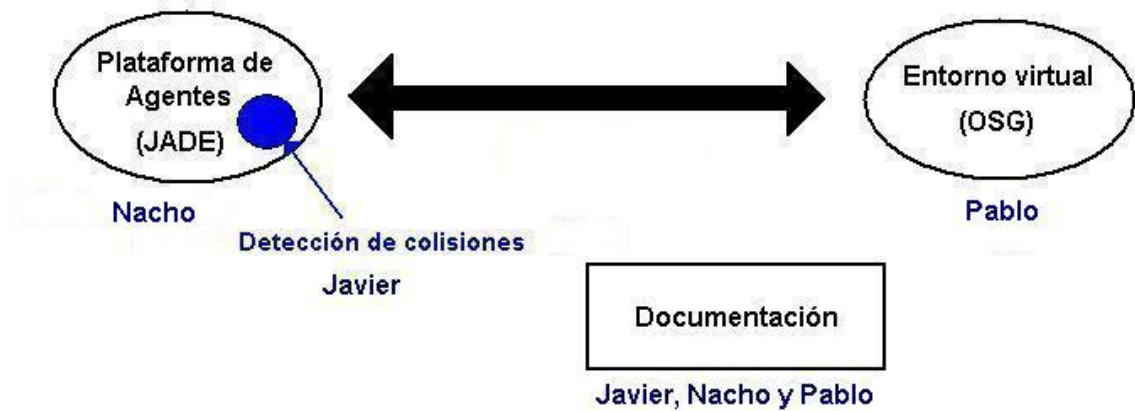 Plataforma de
Agentes
(JADE)
Nacho
Detección de colisiones
Javier
Entorno virtual
(OSG)
Pablo
Documentación
Javier, Nacho y Pablo